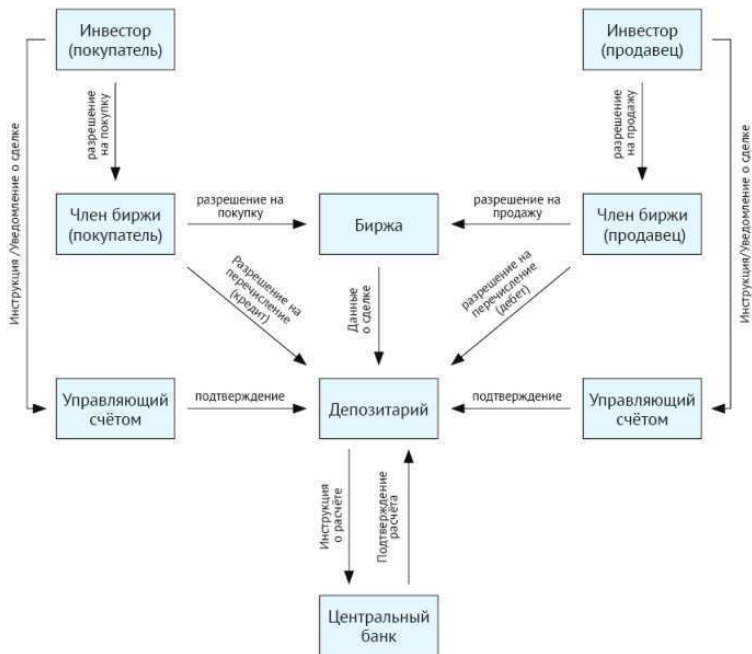 Инвестор
(покупатель)
Инвестор
(продавец)
разрешение
на покупку
разрешение
на продажу
Инструкция /Уведомление о сделке
Инструкция/Уведомление о сделке
Член биржи
(покупатель)
разрешение на
покупку
Биржа
разрешение
на продажу
Член биржи
(продавец)
Разрешение на
перечисление
(кредит)
Данные
о сделке
разрешение на
перечисление
(дебет)
Управляющий
счётом
подтверждение
Депозитарий
подтверждение
Управляющий
счётом
Инструкция
о расчёте
Подтверждение
расчёта
Центральный
банк